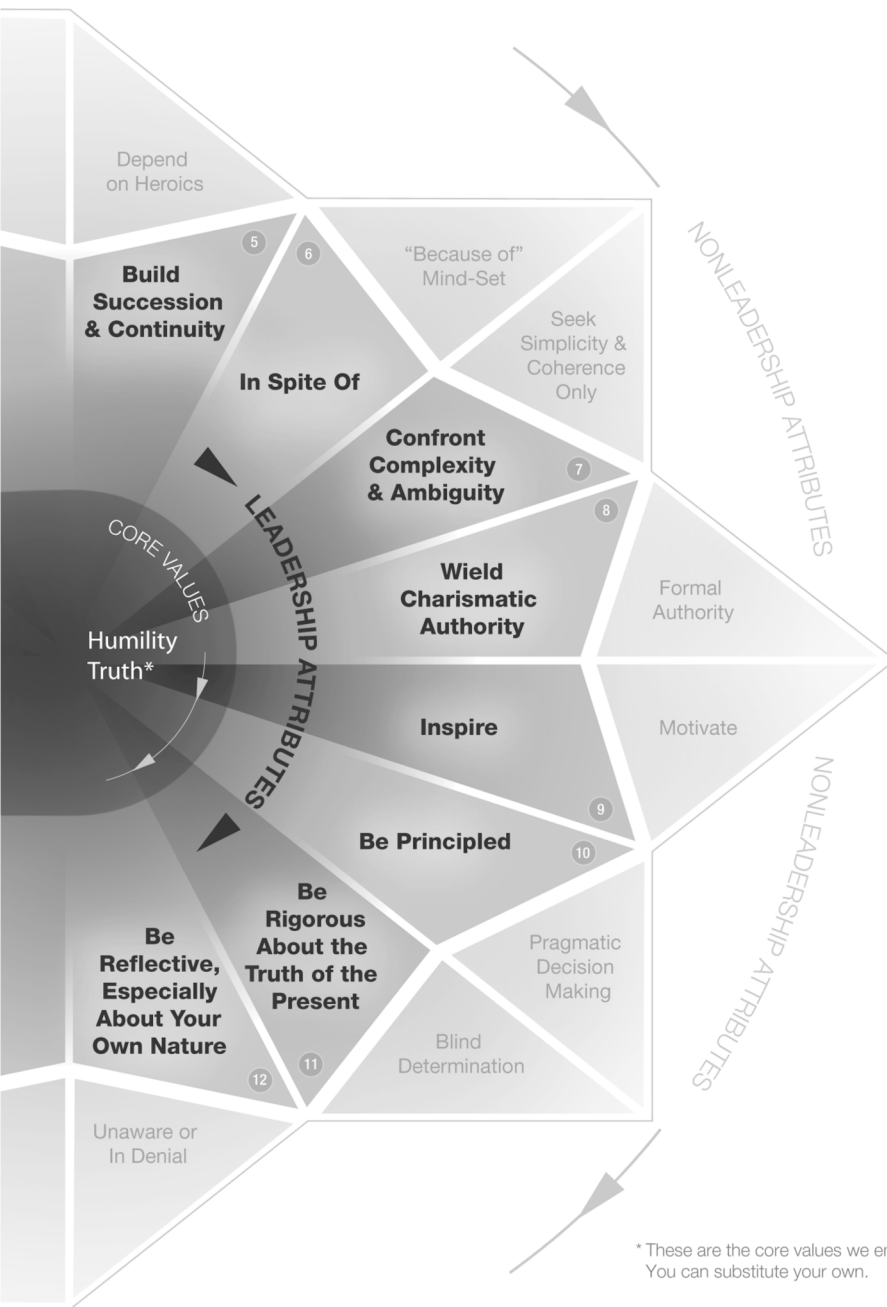 Depend
on Heroics
5
Build
Succession
& Continuity
6
In Spite Of
“Because of”
Mind-Set
Seek
Simplicity &
Coherence
Only
Confront
Complexity
& Ambiguity
7
8
Wield
Charismatic
Authority
Formal
Authority
NONLEADERSHIP ATTRIBUTES
LEADERSHIP ATTRIBUTES
CORE VALUES
Humility
Truth*
Inspire
9
Motivate
Be Principled
10
Pragmatic
Decision
Making
NONLEADERSHIP ATTRIBUTES
Be
Rigorous
About the
Truth of the
Present
11
Blind
Determination
Be
Reflective,
Especially
About Your
Own Nature
12
Unaware or
In Denial
* These are the core values we
You can substitute your own.